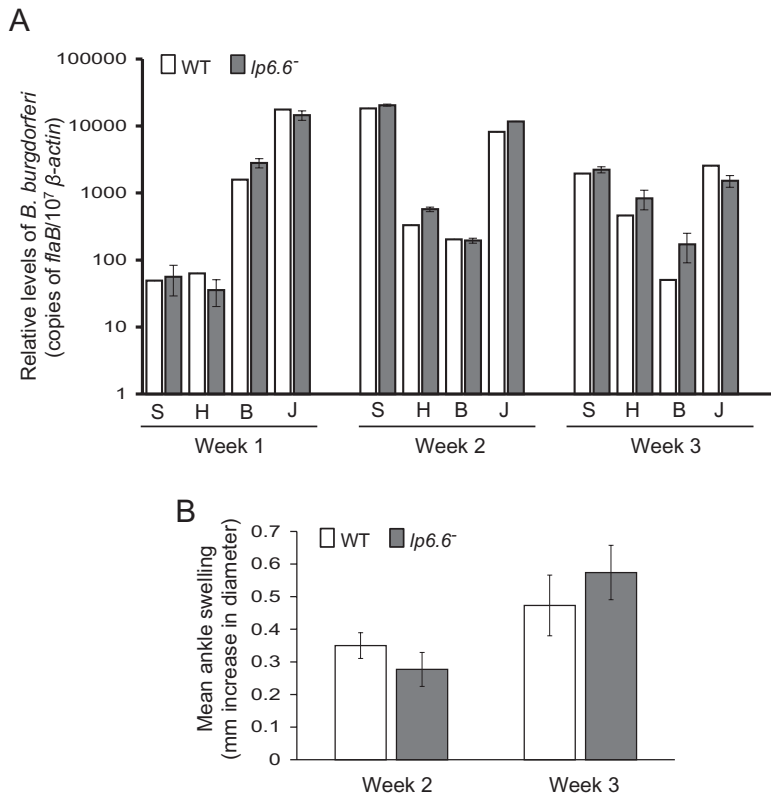 A
Relative levels of B. burgdorferi
(copies of flaB/10⁷ β-actin)
WT lp6.6⁻
100000
10000
1000
100
10
1
S H B J S H B J S H B J
Week 1 Week 2 Week 3
B
Mean ankle swelling
(mm increase in diameter)
WT lp6.6⁻
0.7
0.6
0.5
0.4
0.3
0.2
0.1
0
Week 2 Week 3